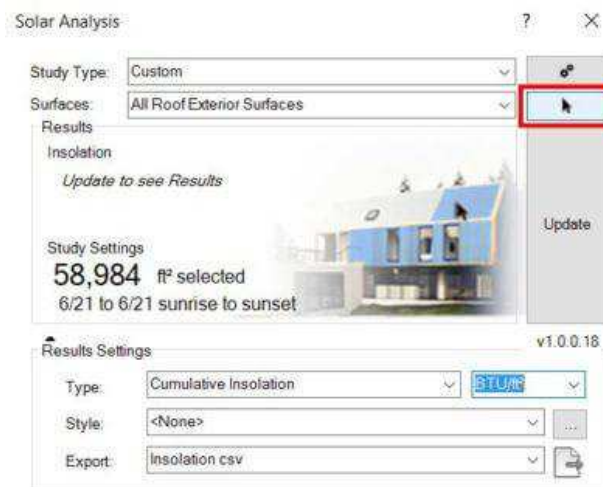 Solar Analysis ? X
Study Type: Custom
Surfaces: All Roof Exterior Surfaces
Results
Insolation
Update to see Results
Update
Study Settings
58,984 ft² selected
6/21 to 6/21 sunrise to sunset
v1.0.0.18
Results Settings
Type: Cumulative Insolation BTU/ft²
Style: <None> ...
Export: Insolation csv